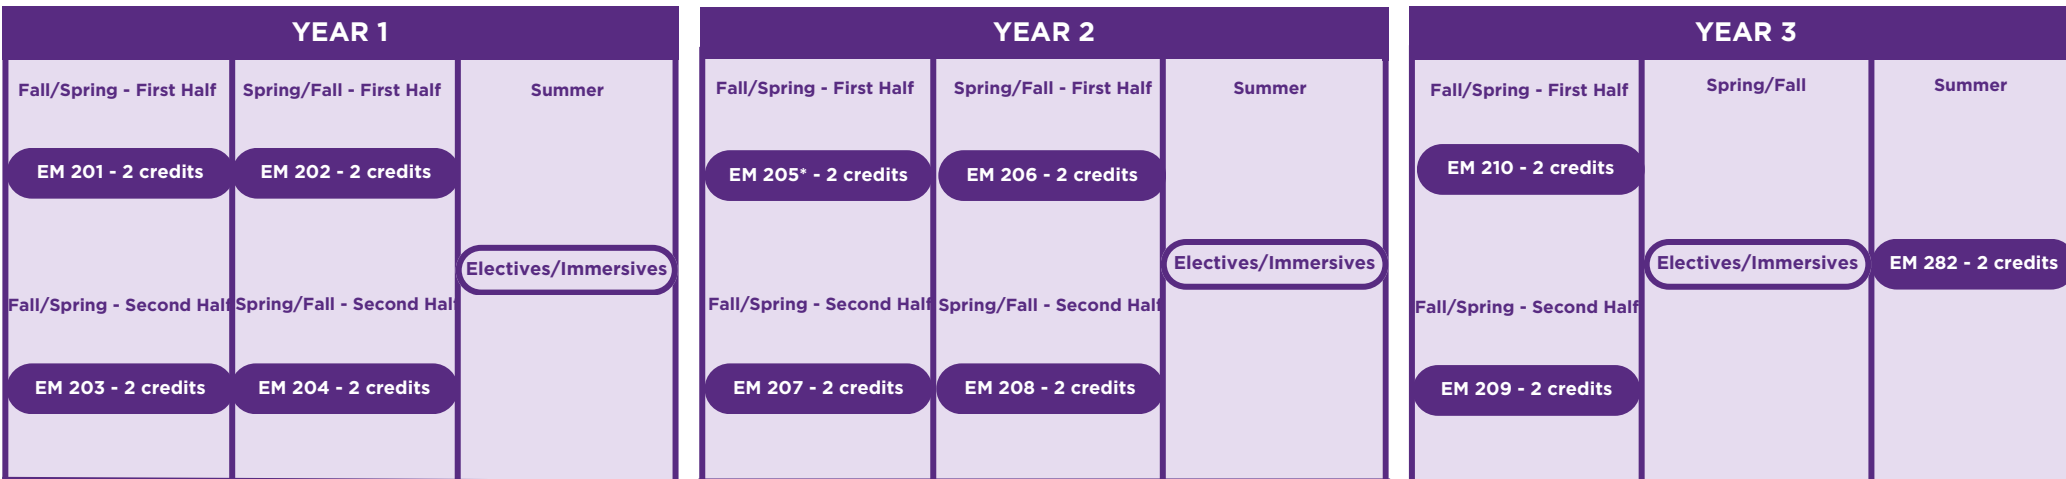 YEAR 1
Fall/Spring - First Half
Spring/Fall - First Half
Summer
EM 201 - 2 credits
EM 202 - 2 credits
Electives/Immersives
Fall/Spring - Second Half
Spring/Fall - Second Half
EM 203 - 2 credits
EM 204 - 2 credits
YEAR 2
Fall/Spring - First Half
Spring/Fall - First Half
Summer
EM 205* - 2 credits
EM 206 - 2 credits
Electives/Immersives
Fall/Spring - Second Half
Spring/Fall - Second Half
EM 207 - 2 credits
EM 208 - 2 credits
YEAR 3
Fall/Spring - First Half
Spring/Fall
Summer
EM 210 - 2 credits
Electives/Immersives
EM 282 - 2 credits
Fall/Spring - Second Half
EM 209 - 2 credits